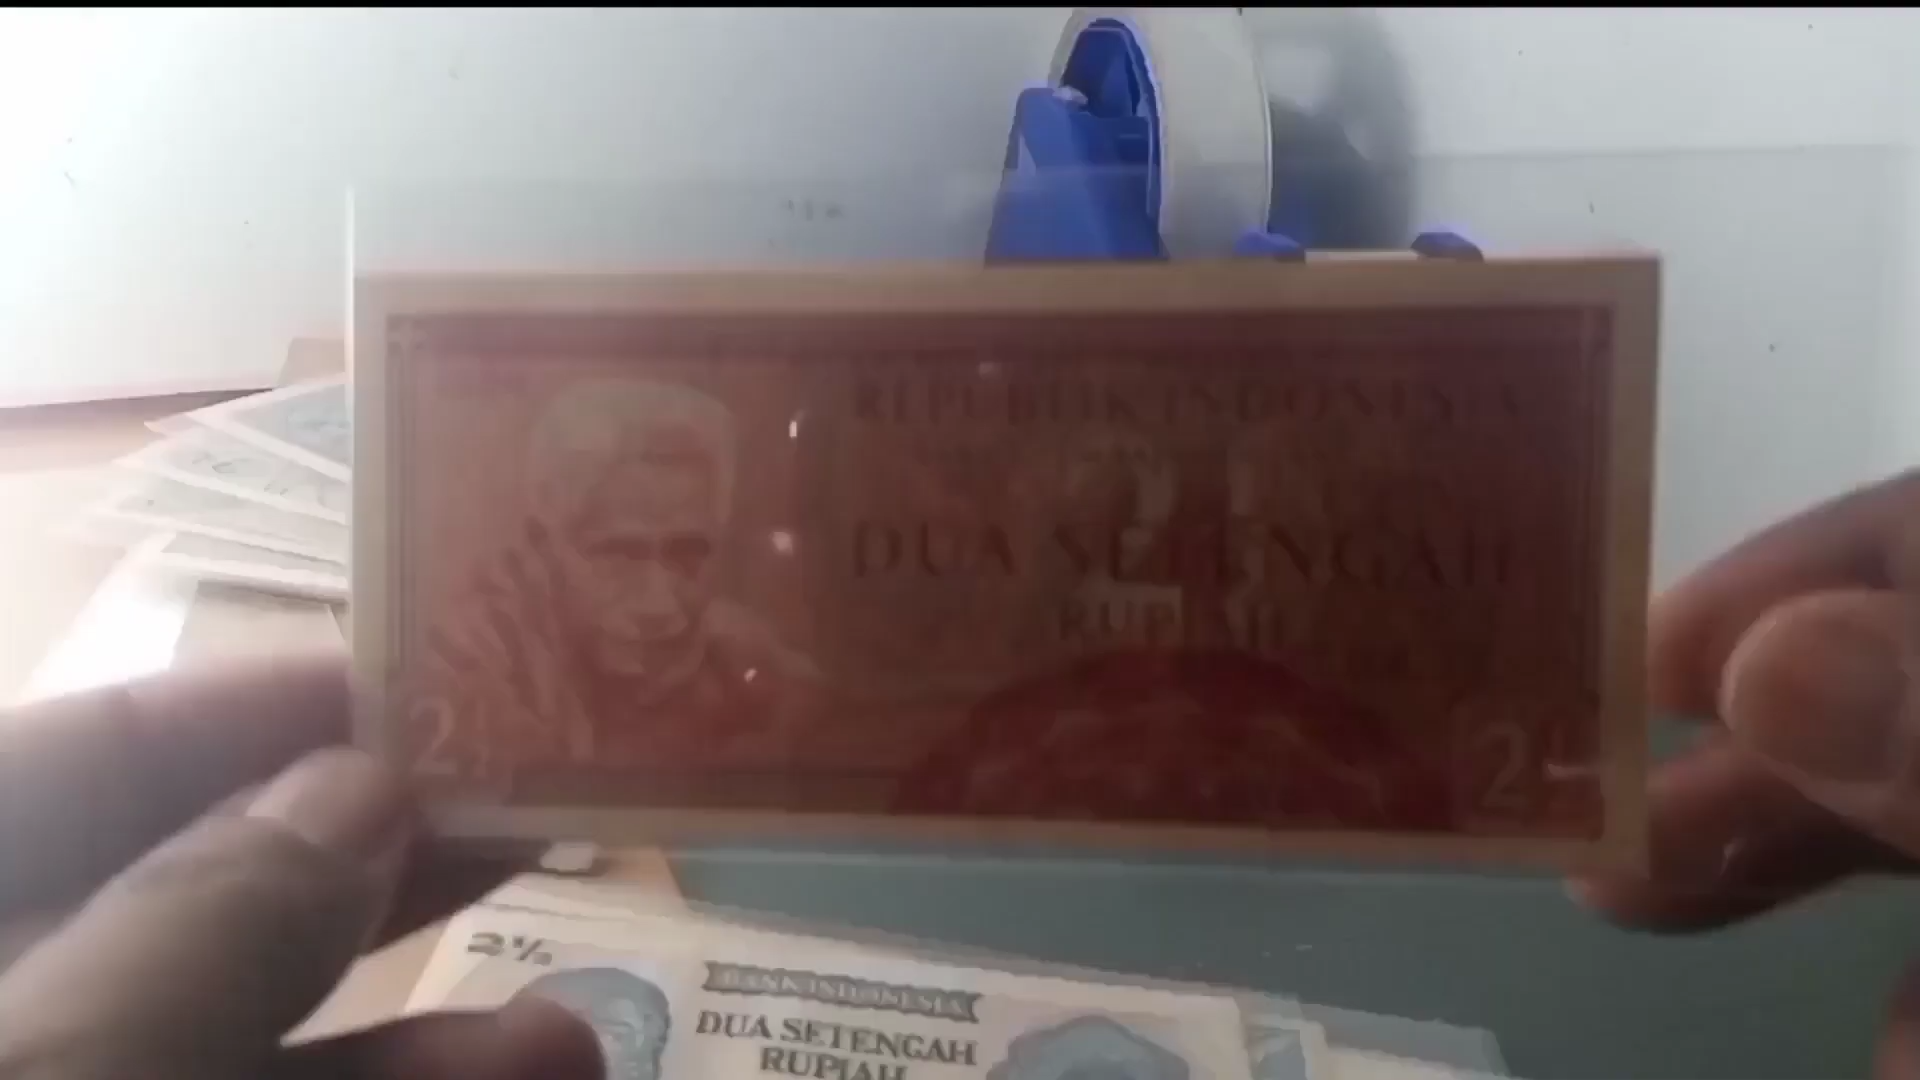 REPUBLIK INDONESIA
DUA SETENGAH
RUPIAH
2½
2½
2½
BANK INDONESIA
DUA SETENGAH
RUPIAH